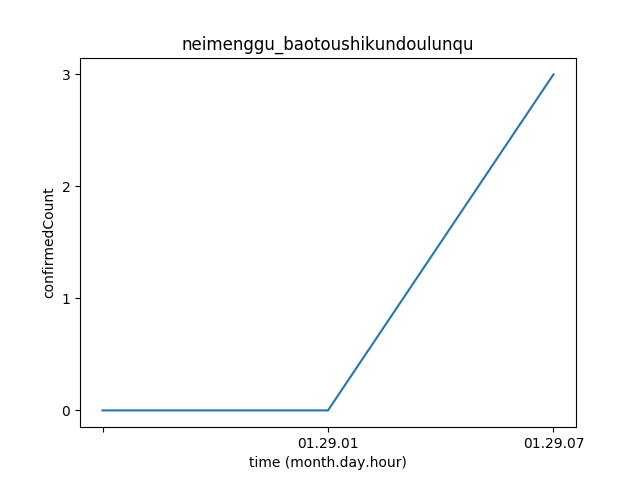 neimenggu_baotoushikundoulunqu
3
2
1
0
confirmedCount
01.29.01
01.29.07
time (month.day.hour)